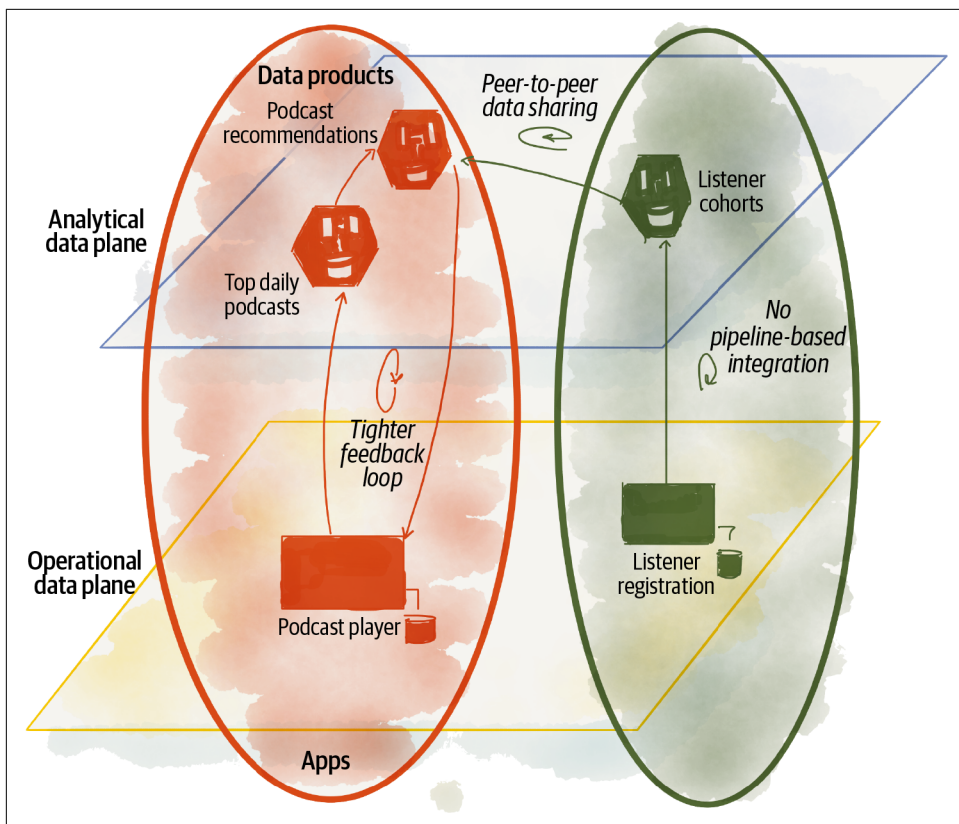 Data products
Podcast
recommendations
Peer-to-peer
data sharing
Listener
cohorts
Analytical
data plane
Top daily
podcasts
No
pipeline-based
integration
Tighter
feedback
loop
Operational
data plane
Listener
registration
Podcast player
Apps